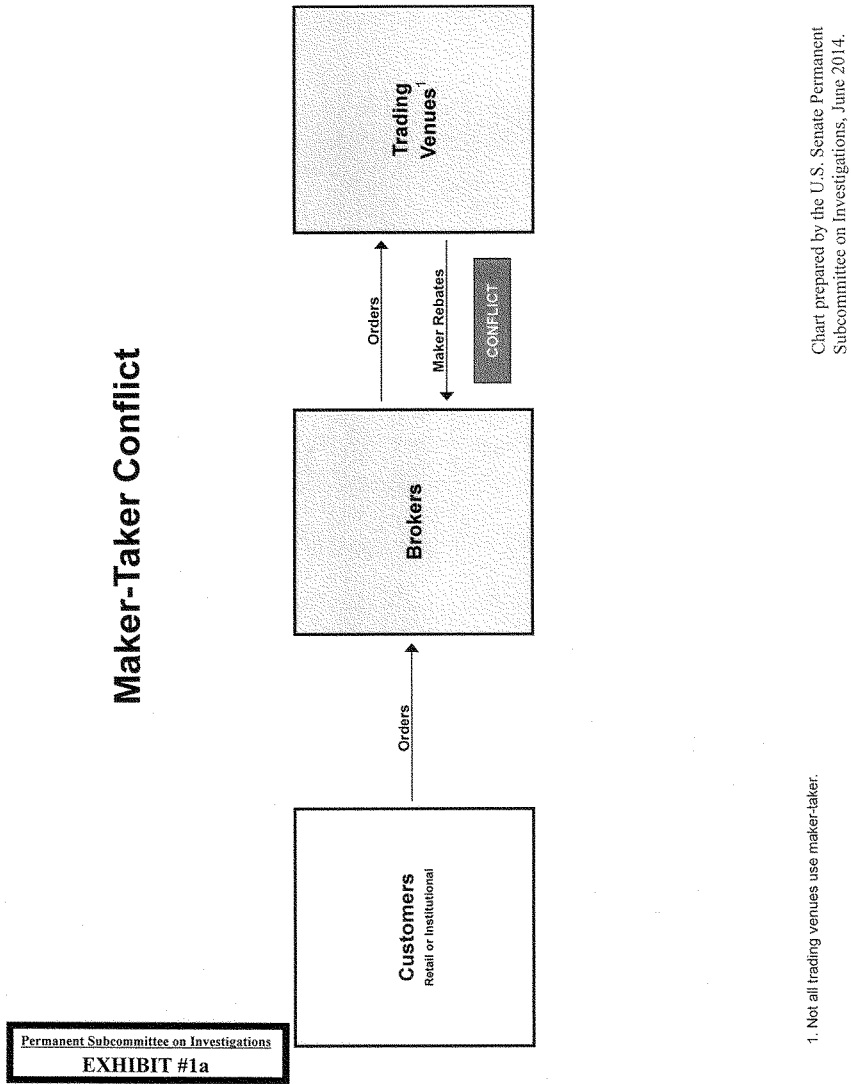 Permanent Subcommittee on Investigations
EXHIBIT #1a
Maker-Taker Conflict
Customers
Retail or Institutional
Orders
Brokers
Orders
Maker Rebates
CONFLICT
Trading
Venues1
1. Not all trading venues use maker-taker.
Chart prepared by the U.S. Senate Permanent
Subcommittee on Investigations, June 2014.